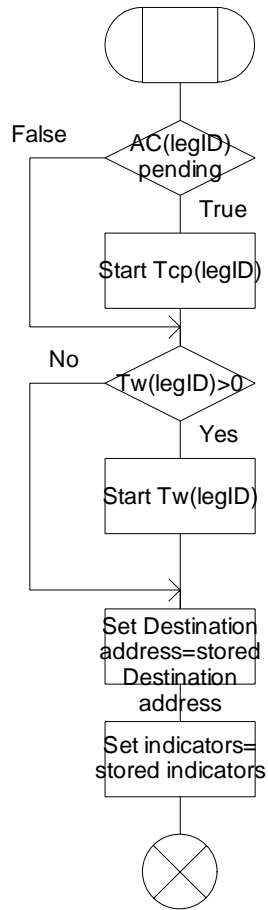 False
AC(legID)
pending
True
Start Tcp(legID)
No
Tw(legID)>0
Yes
Start Tw(legID)
Set Destination
address=stored
Destination
address
Set indicators=
stored indicators